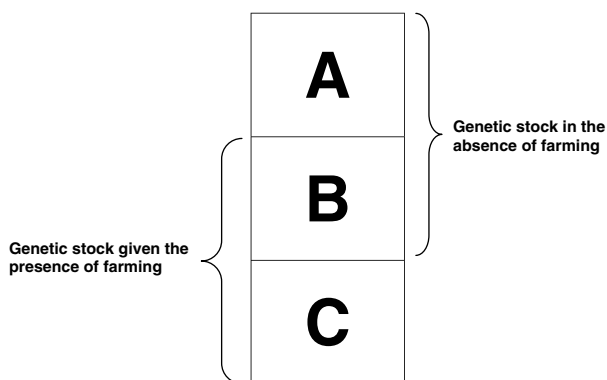 A
Genetic stock in the
absence of farming
B
Genetic stock given the
presence of farming
C